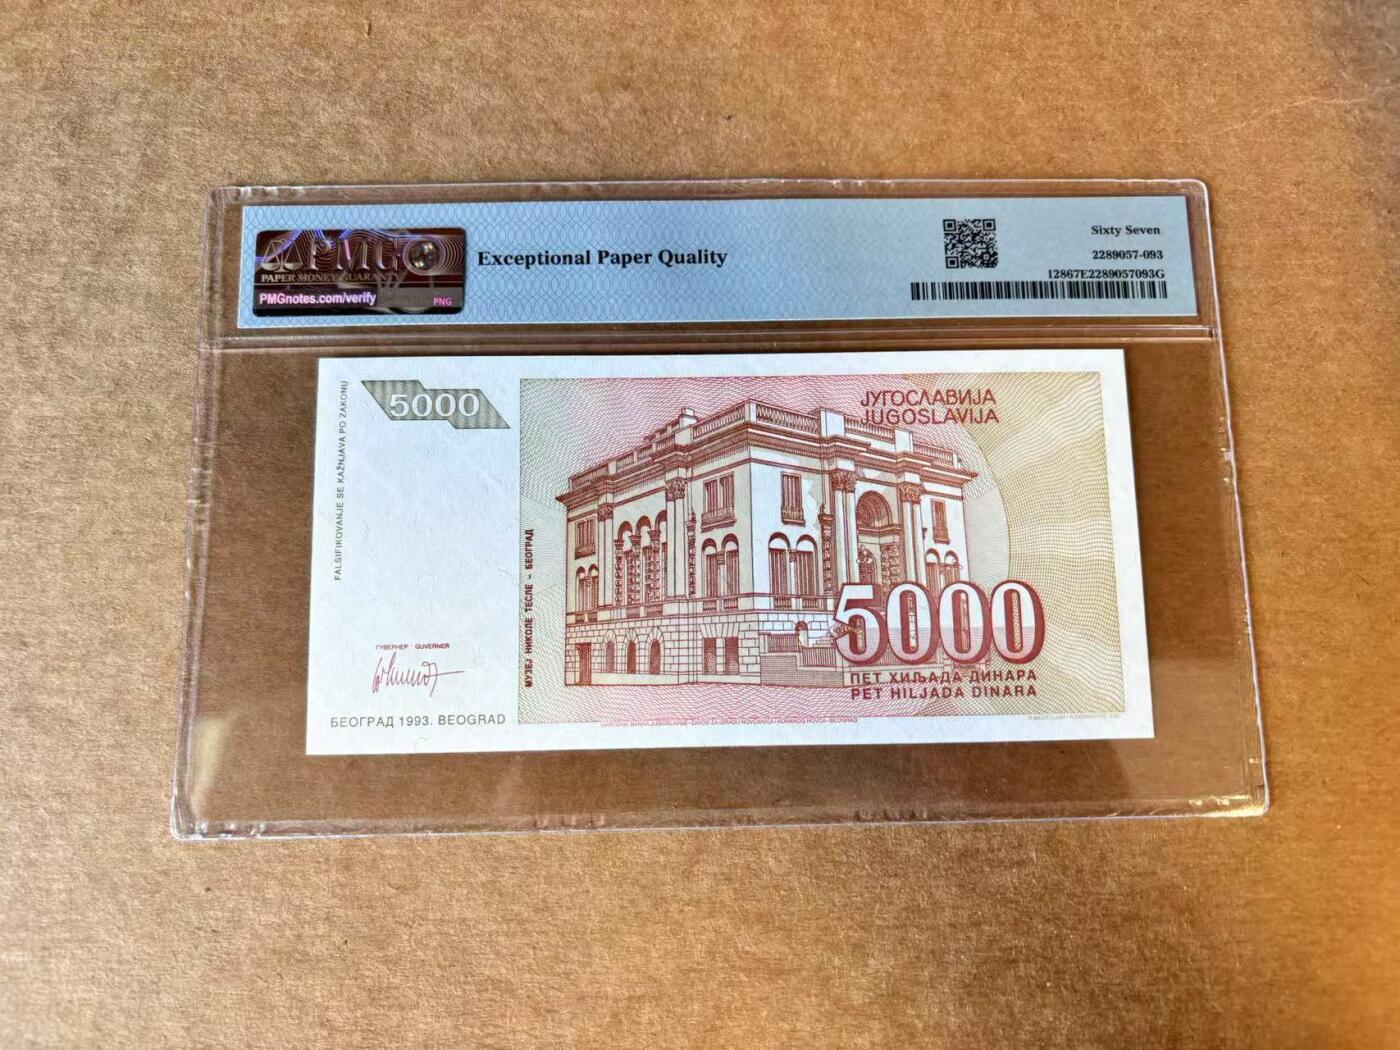 PMG
PAPER MONEY GUARANTY
PMGnotes.com/verify
PNG
Exceptional Paper Quality
Sixty Seven
2289057-093
12867E2289057093G
FALSIFIKOVANJE SE KAŽNJAVA PO ZAKONU
5000
ЈУГОСЛАВИЈА
JUGOSLAVIJA
МУЗЕЈ НИКОЛЕ ТЕСЛЕ - БЕОГРАД
5000
ПЕТ ХИЉАДА ДИНАРА
PET HILJADA DINARA
ГУВЕРНЕР - GUVERNER
БЕОГРАД 1993. BEOGRAD